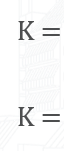 K =
K =